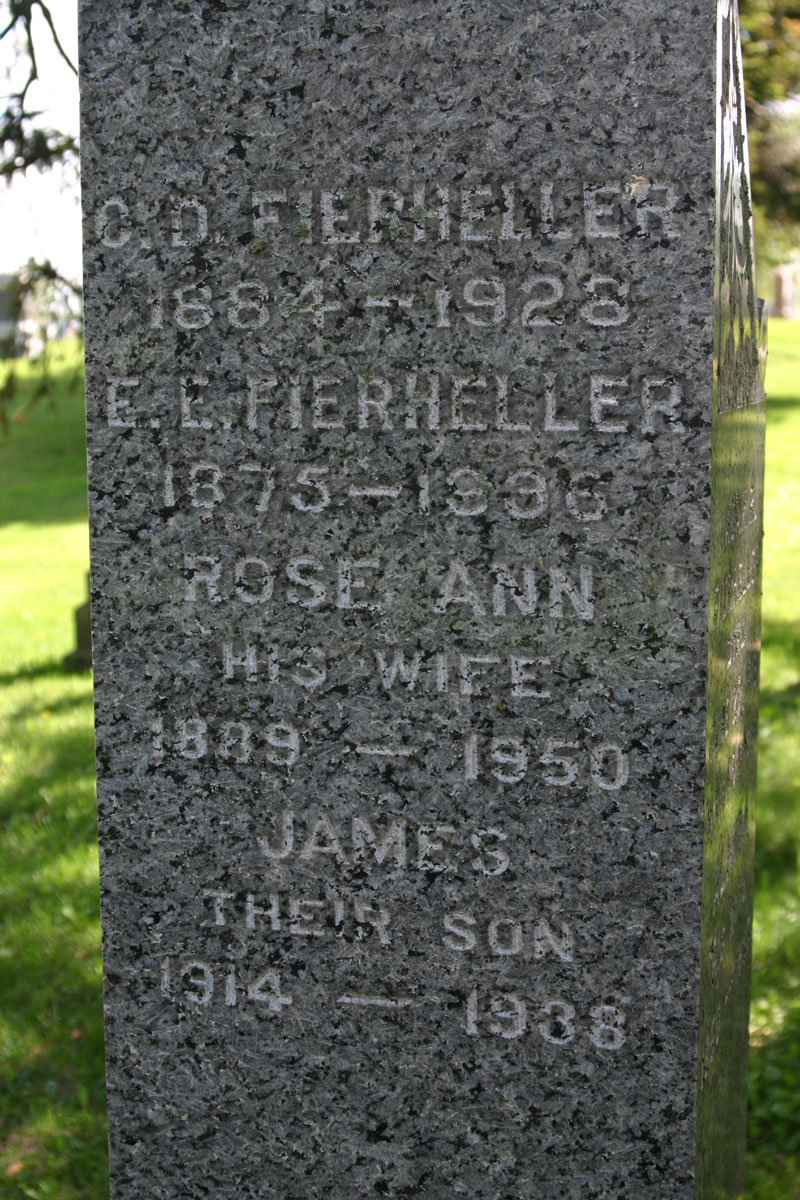 C. D. FIERHELLER
1884 — 1928
E. E. FIERHELLER
1875 — 1936
ROSE ANN
HIS WIFE
1889 — 1950
JAMES
THEIR SON
1914 — 1938